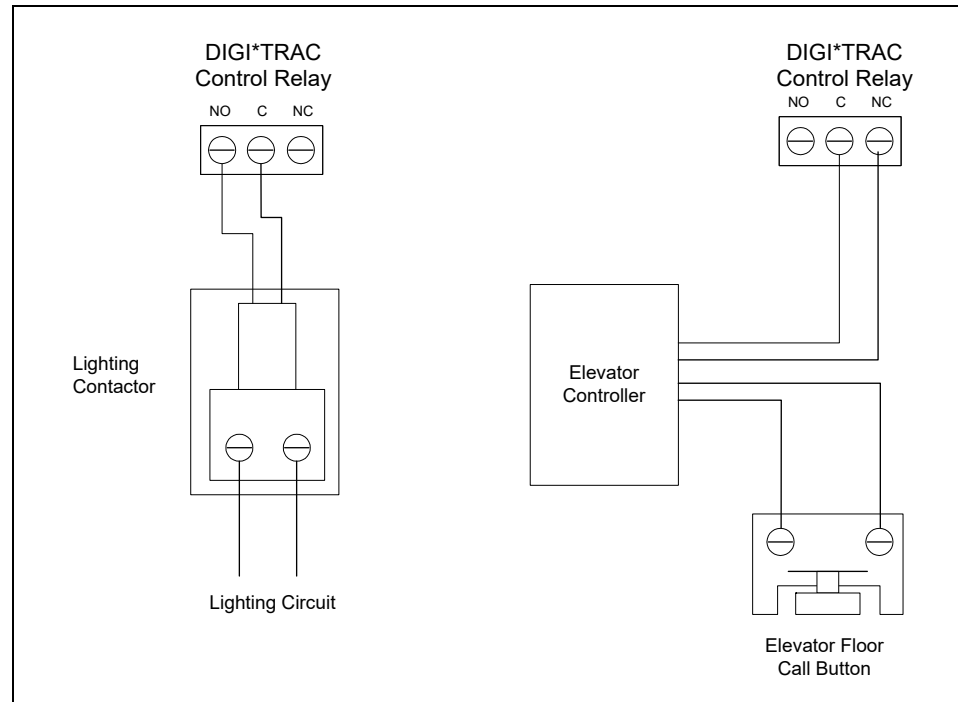 DIGI*TRAC
Control Relay
NO C NC
Lighting
Contactor
Lighting Circuit
DIGI*TRAC
Control Relay
NO C NC
Elevator
Controller
Elevator Floor
Call Button